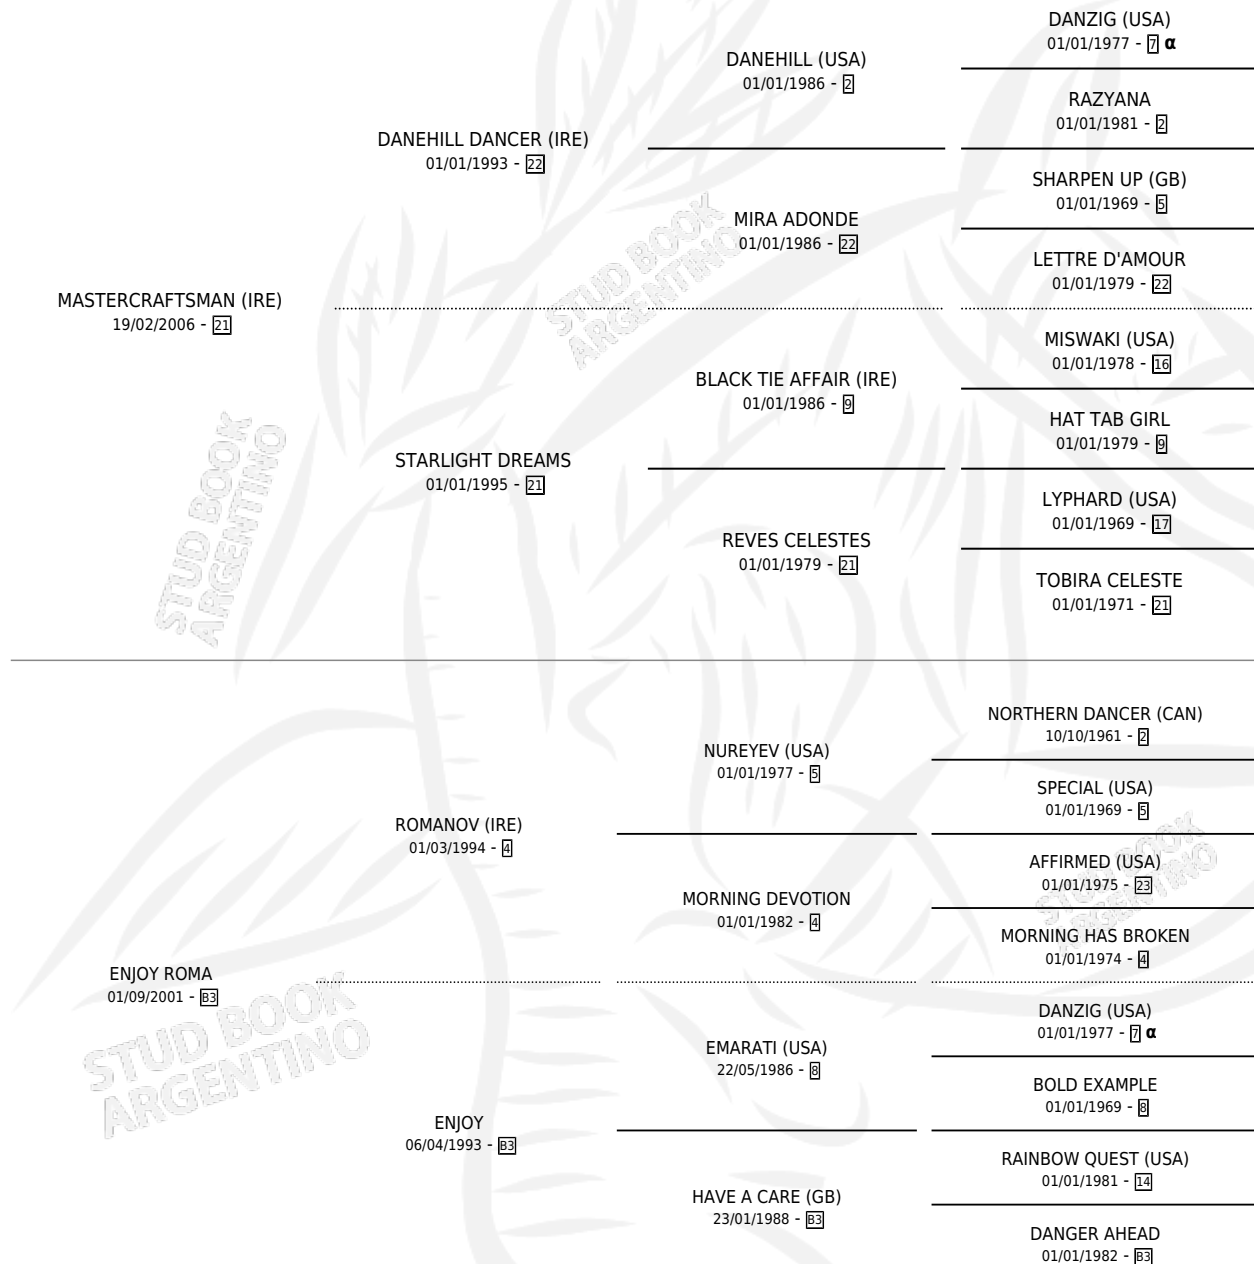 DANZIG (USA)
01/01/1977 - 7 α
DANEHILL (USA)
01/01/1986 - 2
RAZYANA
01/01/1981 - 2
DANEHILL DANCER (IRE)
01/01/1993 - 22
SHARPEN UP (GB)
01/01/1969 - 5
MIRA ADONDE
01/01/1986 - 22
LETTRE D'AMOUR
01/01/1979 - 22
MASTERCRAFTSMAN (IRE)
19/02/2006 - 21
STUD BOOK
ARGENTINO
MISWAKI (USA)
01/01/1978 - 16
BLACK TIE AFFAIR (IRE)
01/01/1986 - 9
HAT TAB GIRL
01/01/1979 - 9
STARLIGHT DREAMS
01/01/1995 - 21
LYPHARD (USA)
01/01/1969 - 17
REVES CELESTES
01/01/1979 - 21
TOBIRA CELESTE
01/01/1971 - 21
STUD BOOK
ARGENTINO
NORTHERN DANCER (CAN)
10/10/1961 - 2
NUREYEV (USA)
01/01/1977 - 5
SPECIAL (USA)
01/01/1969 - 5
ROMANOV (IRE)
01/03/1994 - 4
AFFIRMED (USA)
01/01/1975 - 23
MORNING DEVOTION
01/01/1982 - 4
MORNING HAS BROKEN
01/01/1974 - 4
STUD BOOK
ARGENTINO
ENJOY ROMA
01/09/2001 - B3
DANZIG (USA)
01/01/1977 - 7 α
EMARATI (USA)
22/05/1986 - 8
BOLD EXAMPLE
01/01/1969 - 8
STUD BOOK
ARGENTINO
ENJOY
06/04/1993 - B3
RAINBOW QUEST (USA)
01/01/1981 - 14
HAVE A CARE (GB)
23/01/1988 - B3
DANGER AHEAD
01/01/1982 - B3